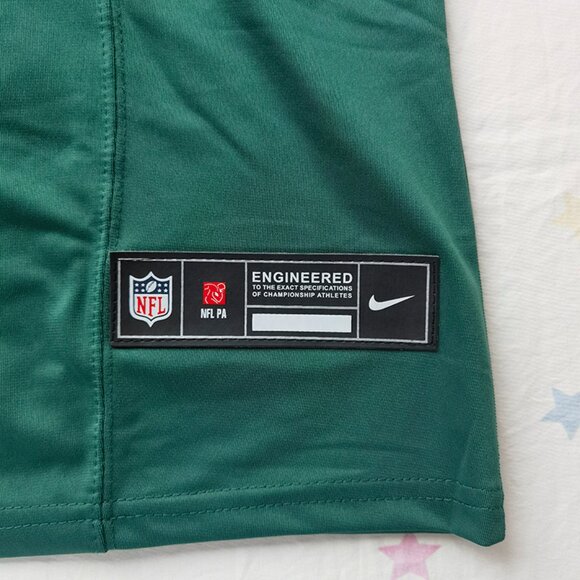 NFL
NFL PA
ENGINEERED
TO THE EXACT SPECIFICATIONS
OF CHAMPIONSHIP ATHLETES